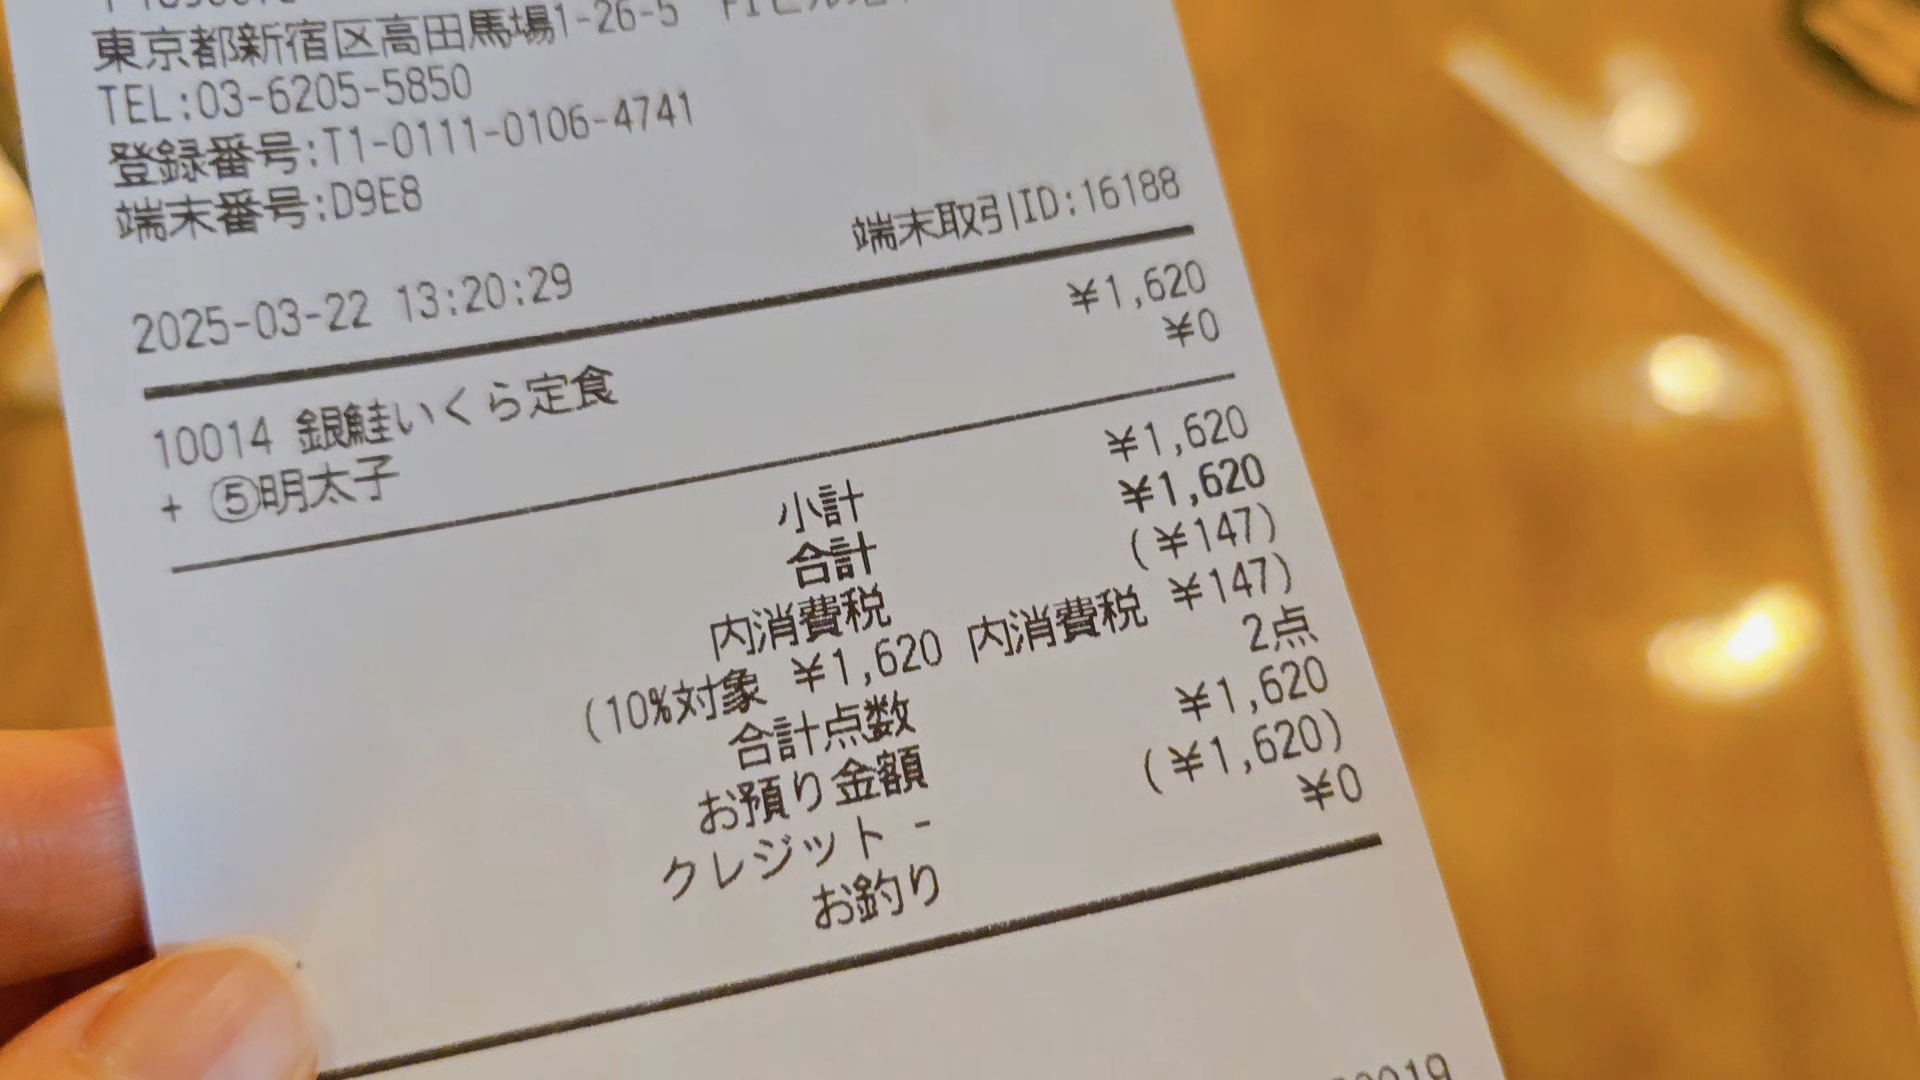 東京都新宿区高田馬場1-26-5
TEL:03-6205-5850
登録番号:T1-0111-0106-4741
端末番号:D9E8
端末取引ID:16188
2025-03-22 13:20:29
10014 銀鮭いくら定食 ¥1,620
+ ⑤明太子 ¥0
小計 ¥1,620
合計 ¥1,620
内消費税 (¥147)
(10%対象 ¥1,620 内消費税 ¥147)
合計点数 2点
お預り金額 ¥1,620
クレジット - (¥1,620)
お釣り ¥0